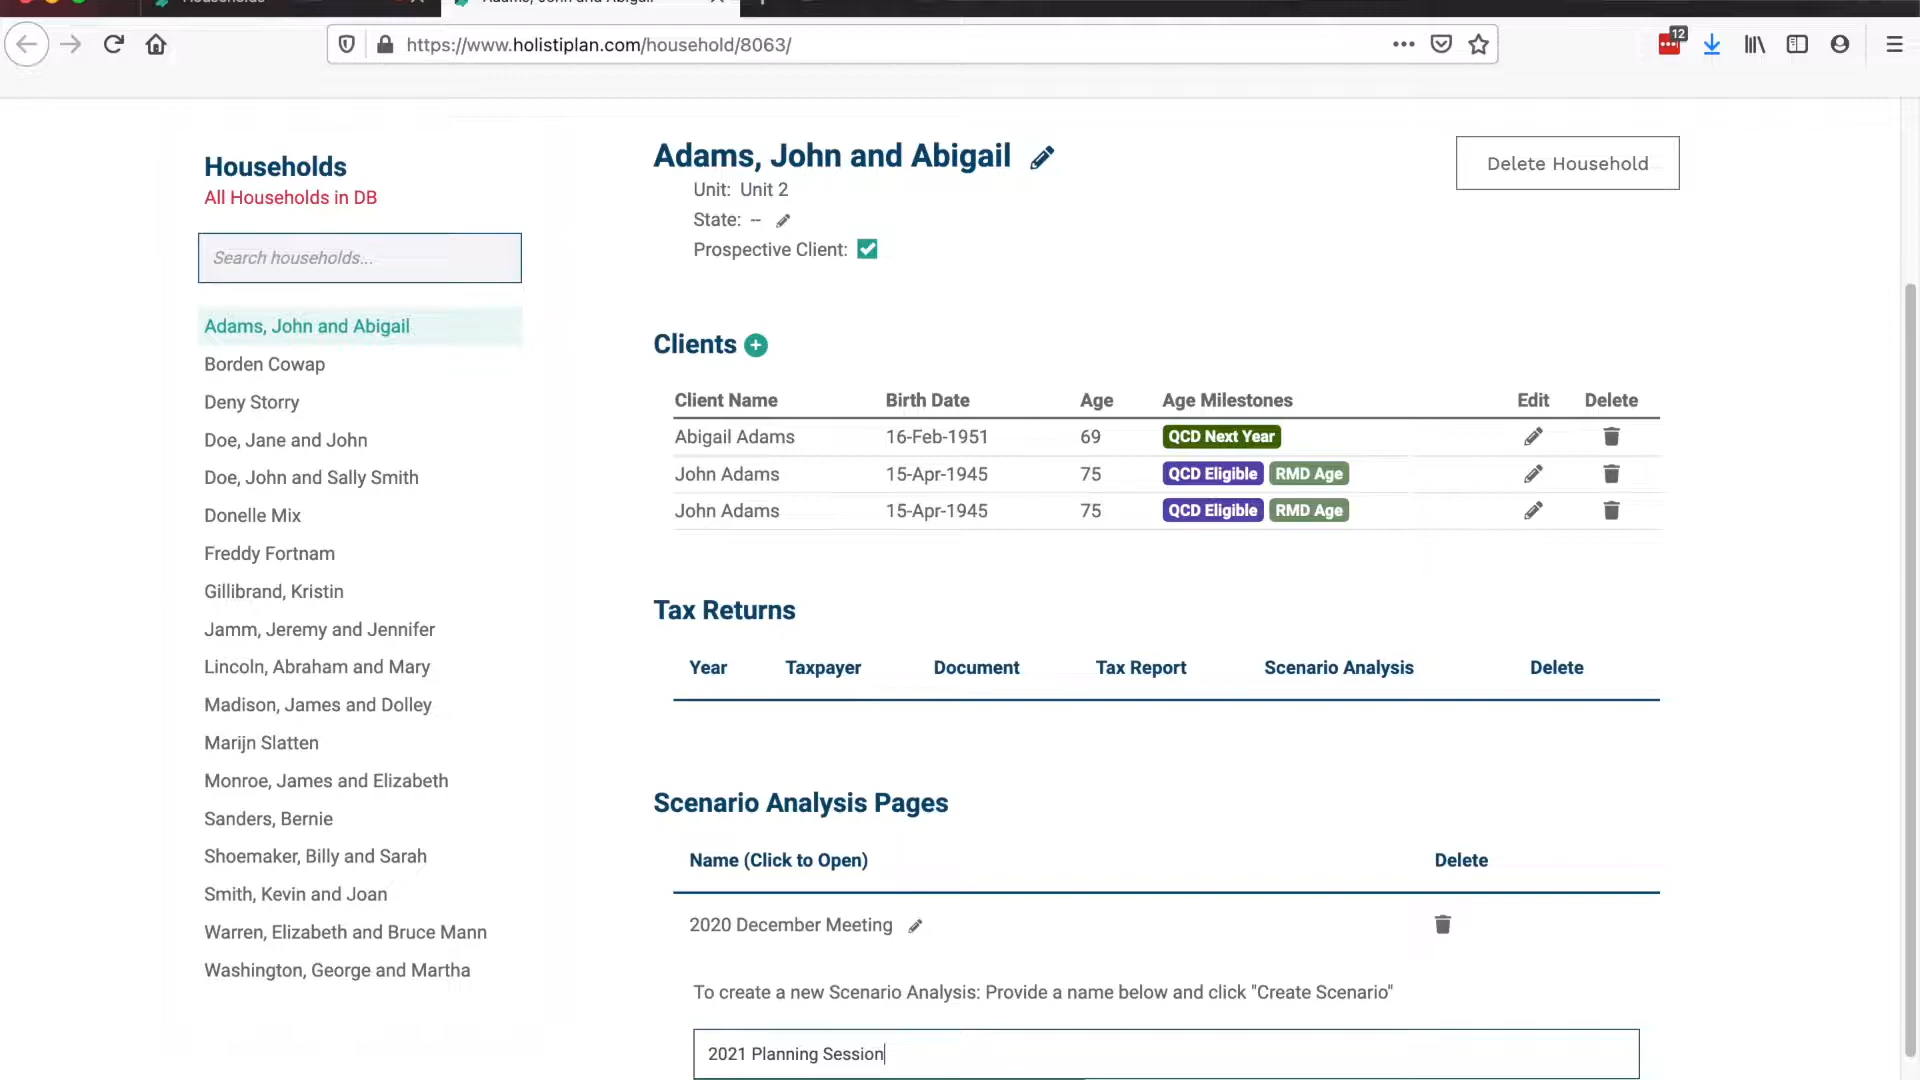 Households
Adams, John and Abigail
https://www.holistiplan.com/household/8063/
12
Households
All Households in DB
Search households...
Adams, John and Abigail
Borden Cowap
Deny Storry
Doe, Jane and John
Doe, John and Sally Smith
Donelle Mix
Freddy Fortnam
Gillibrand, Kristin
Jamm, Jeremy and Jennifer
Lincoln, Abraham and Mary
Madison, James and Dolley
Marijn Slatten
Monroe, James and Elizabeth
Sanders, Bernie
Shoemaker, Billy and Sarah
Smith, Kevin and Joan
Warren, Elizabeth and Bruce Mann
Washington, George and Martha
Adams, John and Abigail
Delete Household
Unit: Unit 2
State: --
Prospective Client:
Clients
Client Name Birth Date Age Age Milestones Edit Delete
Abigail Adams 16-Feb-1951 69 QCD Next Year
John Adams 15-Apr-1945 75 QCD Eligible RMD Age
John Adams 15-Apr-1945 75 QCD Eligible RMD Age
Tax Returns
Year Taxpayer Document Tax Report Scenario Analysis Delete
Scenario Analysis Pages
Name (Click to Open) Delete
2020 December Meeting
To create a new Scenario Analysis: Provide a name below and click "Create Scenario"
2021 Planning Session